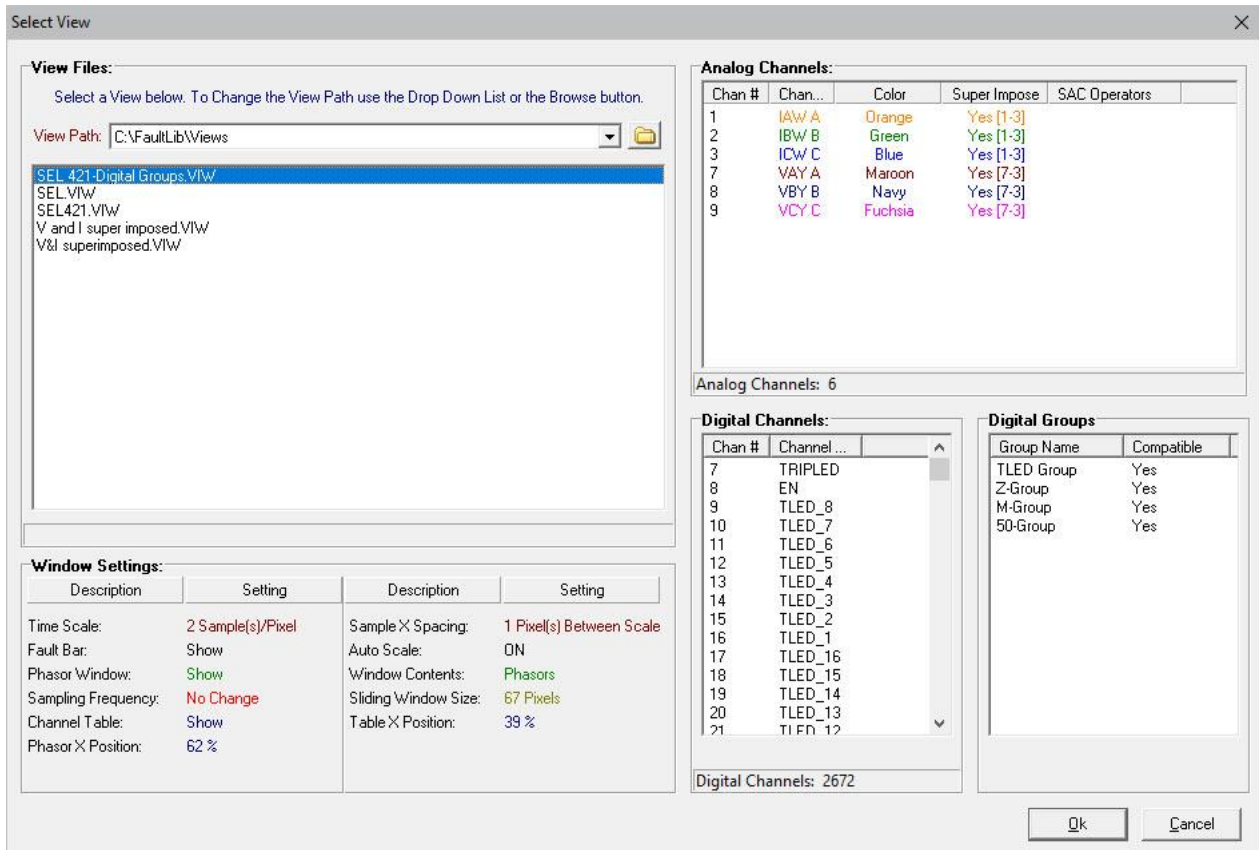 Select View
View Files:
Select a View below. To Change the View Path use the Drop Down List or the Browse button.
View Path: C:\FaultLib\Views
SEL 421-Digital Groups.VIW
SEL.VIW
SEL421.VIW
V and I super imposed.VIW
V&I superimposed.VIW
Window Settings:
Description Setting Description Setting
Time Scale: 2 Sample(s)/Pixel Sample X Spacing: 1 Pixel(s) Between Scale
Fault Bar: Show Auto Scale: ON
Phasor Window: Show Window Contents: Phasors
Sampling Frequency: No Change Sliding Window Size: 67 Pixels
Channel Table: Show Table X Position: 39 %
Phasor X Position: 62 %
Analog Channels:
Chan # Chan... Color Super Impose SAC Operators
1 IAW A Orange Yes [1-3]
2 IBW B Green Yes [1-3]
3 ICW C Blue Yes [1-3]
7 VAY A Maroon Yes [7-3]
8 VBY B Navy Yes [7-3]
9 VCY C Fuchsia Yes [7-3]
Analog Channels: 6
Digital Channels:
Chan # Channel ...
7 TRIPLED
8 EN
9 TLED_8
10 TLED_7
11 TLED_6
12 TLED_5
13 TLED_4
14 TLED_3
15 TLED_2
16 TLED_1
17 TLED_16
18 TLED_15
19 TLED_14
20 TLED_13
21 TLED_12
Digital Channels: 2672
Digital Groups
Group Name Compatible
TLED Group Yes
Z-Group Yes
M-Group Yes
50-Group Yes
Ok Cancel